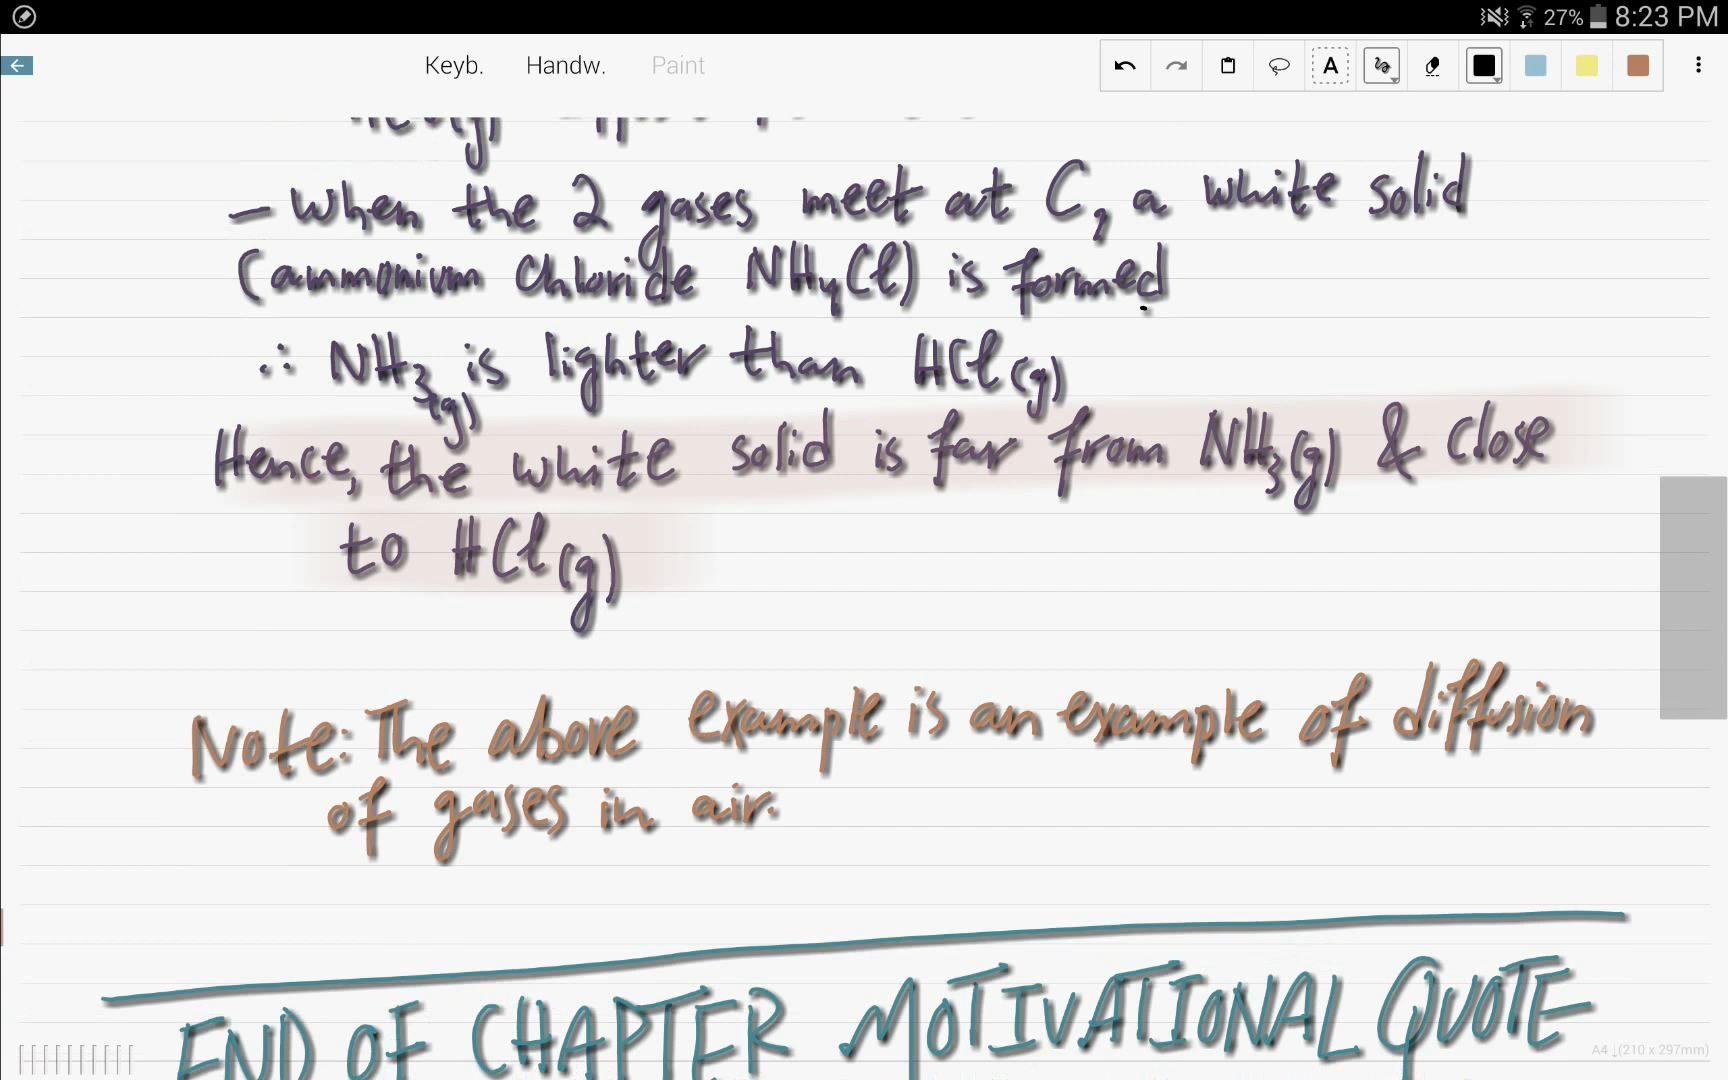 27% 8:23 PM
Keyb. Handw. Paint A
- When the 2 gases meet at C, a white solid
(ammonium Chloride NH4Cl) is formed
∴ NH3(g) is lighter than HCl(g)
Hence, the white solid is far from NH3(g) & close
to HCl(g)
Note: The above example is an example of diffusion
of gases in air.
END OF CHAPTER MOTIVATIONAL QUOTE
A4 ↓(210 x 297mm)